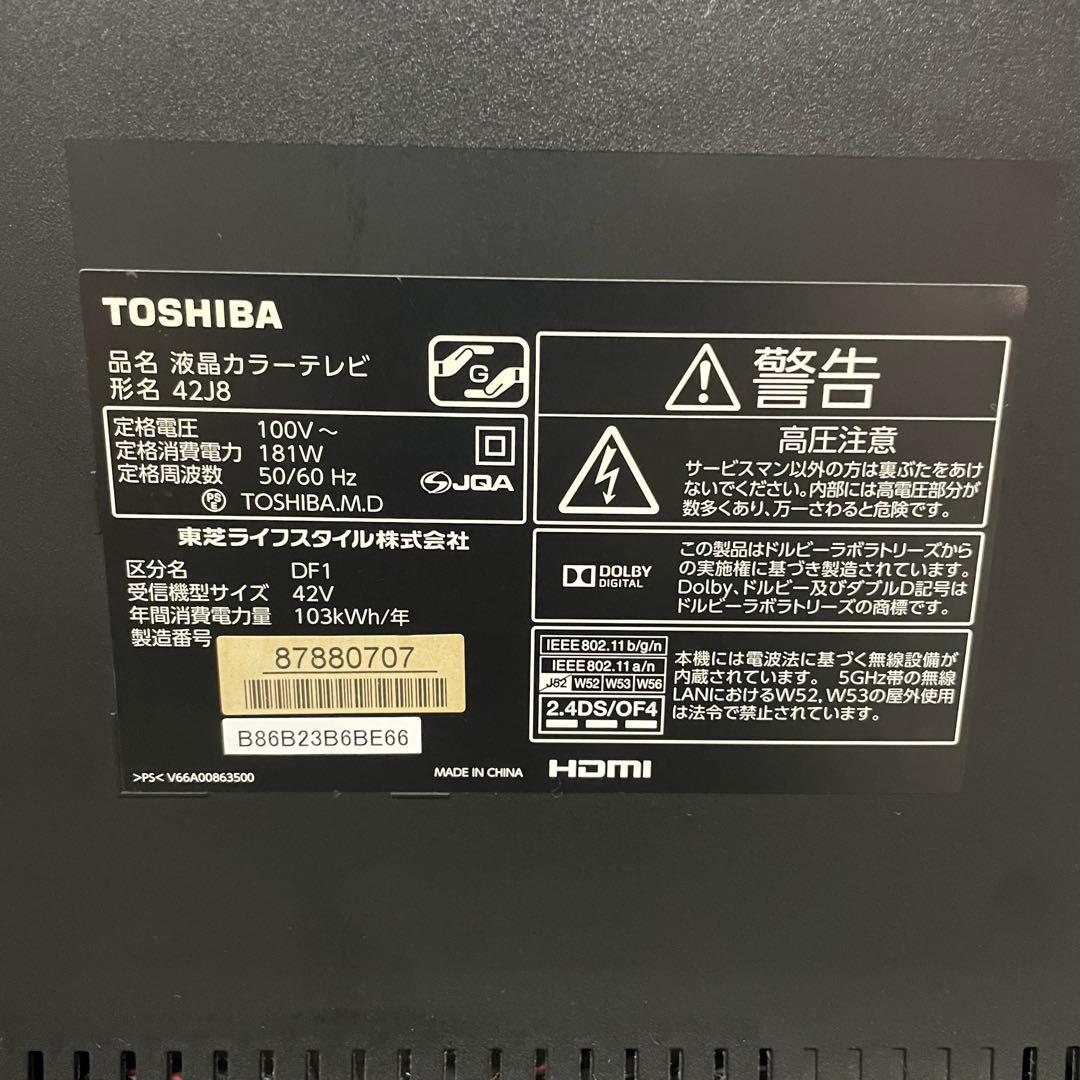 TOSHIBA
品名 液晶カラーテレビ
形名 42J8
G
定格電圧 100V～
定格消費電力 181W
定格周波数 50/60 Hz
PS E TOSHIBA.M.D
JQA
東芝ライフスタイル株式会社
区分名 DF1
受信機型サイズ 42V
年間消費電力量 103kWh/年
製造番号
87880707
B86B23B6BE66
>PS< V66A00863500
MADE IN CHINA
HDMI
警告
高圧注意
サービスマン以外の方は裏ぶたをあけ
ないでください。内部には高電圧部分が
数多くあり、万一さわると危険です。
DOLBY
DIGITAL
この製品はドルビーラボラトリーズから
の実施権に基づき製造されています。
Dolby、ドルビー及びダブルD記号は
ドルビーラボラトリーズの商標です。
IEEE802.11b/g/n
IEEE802.11a/n
J52 W52 W53 W56
2.4DS/OF4
本機には電波法に基づく無線設備が
内蔵されています。 5GHz帯の無線
LANにおけるW52、W53の屋外使用
は法令で禁止されています。